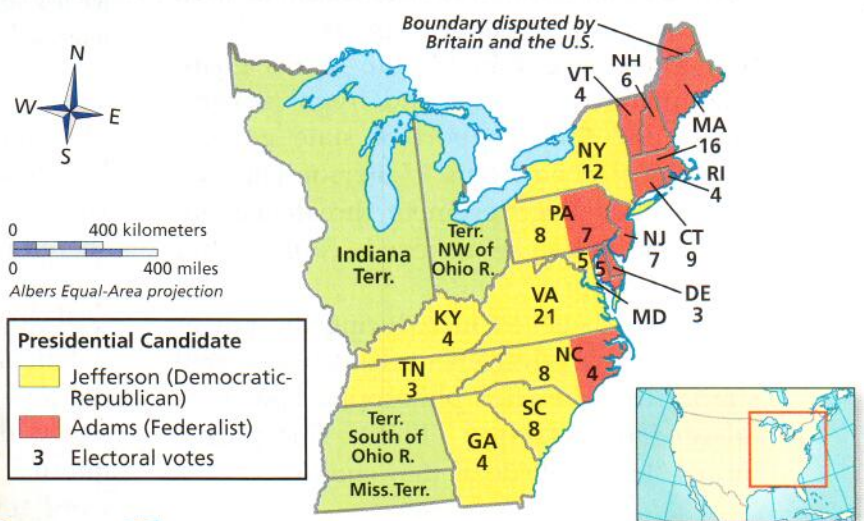 Boundary disputed by
Britain and the U.S.
N
W
E
S
VT
4
NH
6
MA
16
NY
12
RI
4
PA
8
7
NJ
7
CT
9
0
400 kilometers
0
400 miles
Albers Equal-Area projection
Indiana
Terr.
Terr.
NW of
Ohio R.
5
5
DE
3
MD
VA
21
KY
4
TN
3
NC
8
4
SC
8
GA
4
Terr.
South of
Ohio R.
Miss.Terr.
Presidential Candidate
Jefferson (Democratic-
Republican)
Adams (Federalist)
3 Electoral votes